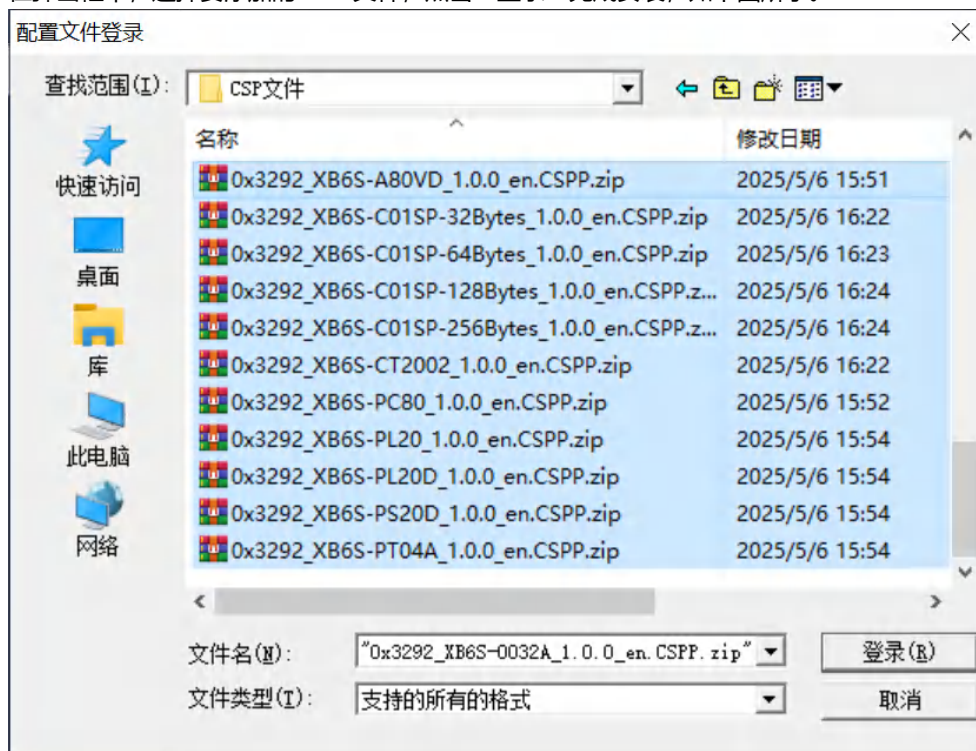 配置文件登录
查找范围(I):
CSP文件
名称
修改日期
0x3292_XB6S-A80VD_1.0.0_en.CSPP.zip 2025/5/6 15:51
0x3292_XB6S-C01SP-32Bytes_1.0.0_en.CSPP.zip 2025/5/6 16:22
0x3292_XB6S-C01SP-64Bytes_1.0.0_en.CSPP.zip 2025/5/6 16:23
0x3292_XB6S-C01SP-128Bytes_1.0.0_en.CSPP.z... 2025/5/6 16:24
0x3292_XB6S-C01SP-256Bytes_1.0.0_en.CSPP.z... 2025/5/6 16:24
0x3292_XB6S-CT2002_1.0.0_en.CSPP.zip 2025/5/6 16:22
0x3292_XB6S-PC80_1.0.0_en.CSPP.zip 2025/5/6 15:52
0x3292_XB6S-PL20_1.0.0_en.CSPP.zip 2025/5/6 15:54
0x3292_XB6S-PL20D_1.0.0_en.CSPP.zip 2025/5/6 15:54
0x3292_XB6S-PS20D_1.0.0_en.CSPP.zip 2025/5/6 15:54
0x3292_XB6S-PT04A_1.0.0_en.CSPP.zip 2025/5/6 15:54
快速访问
桌面
库
此电脑
网络
文件名(N):
"0x3292_XB6S-0032A_1.0.0_en.CSPP.zip"
登录(R)
文件类型(T):
支持的所有的格式
取消